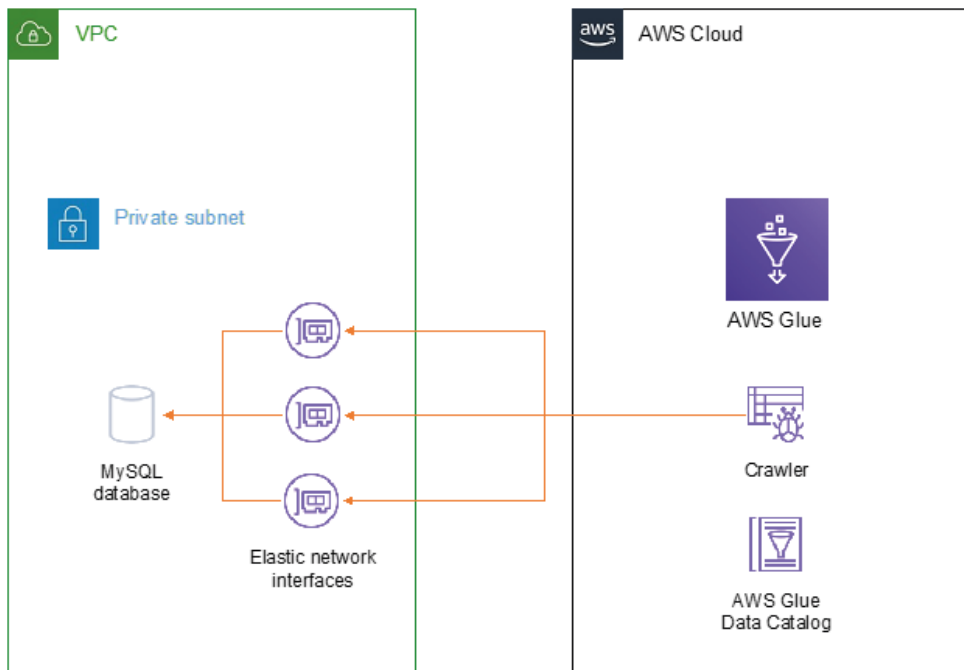 VPC
aws
AWS Cloud
Private subnet
AWS Glue
MySQL
database
Crawler
Elastic network
interfaces
AWS Glue
Data Catalog